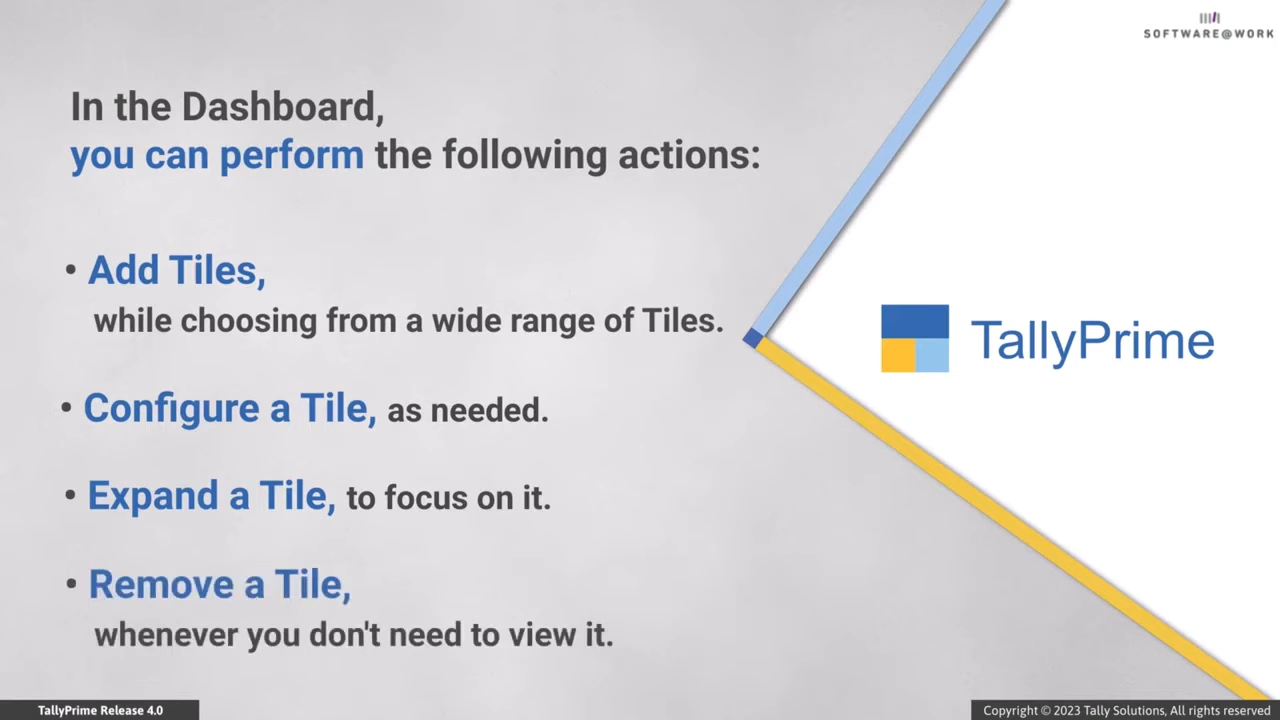 SOFTWARE@WORK
In the Dashboard,
you can perform the following actions:
• Add Tiles,
while choosing from a wide range of Tiles.
• Configure a Tile, as needed.
• Expand a Tile, to focus on it.
• Remove a Tile,
whenever you don't need to view it.
TallyPrime
TallyPrime Release 4.0
Copyright © 2023 Tally Solutions, All rights reserved